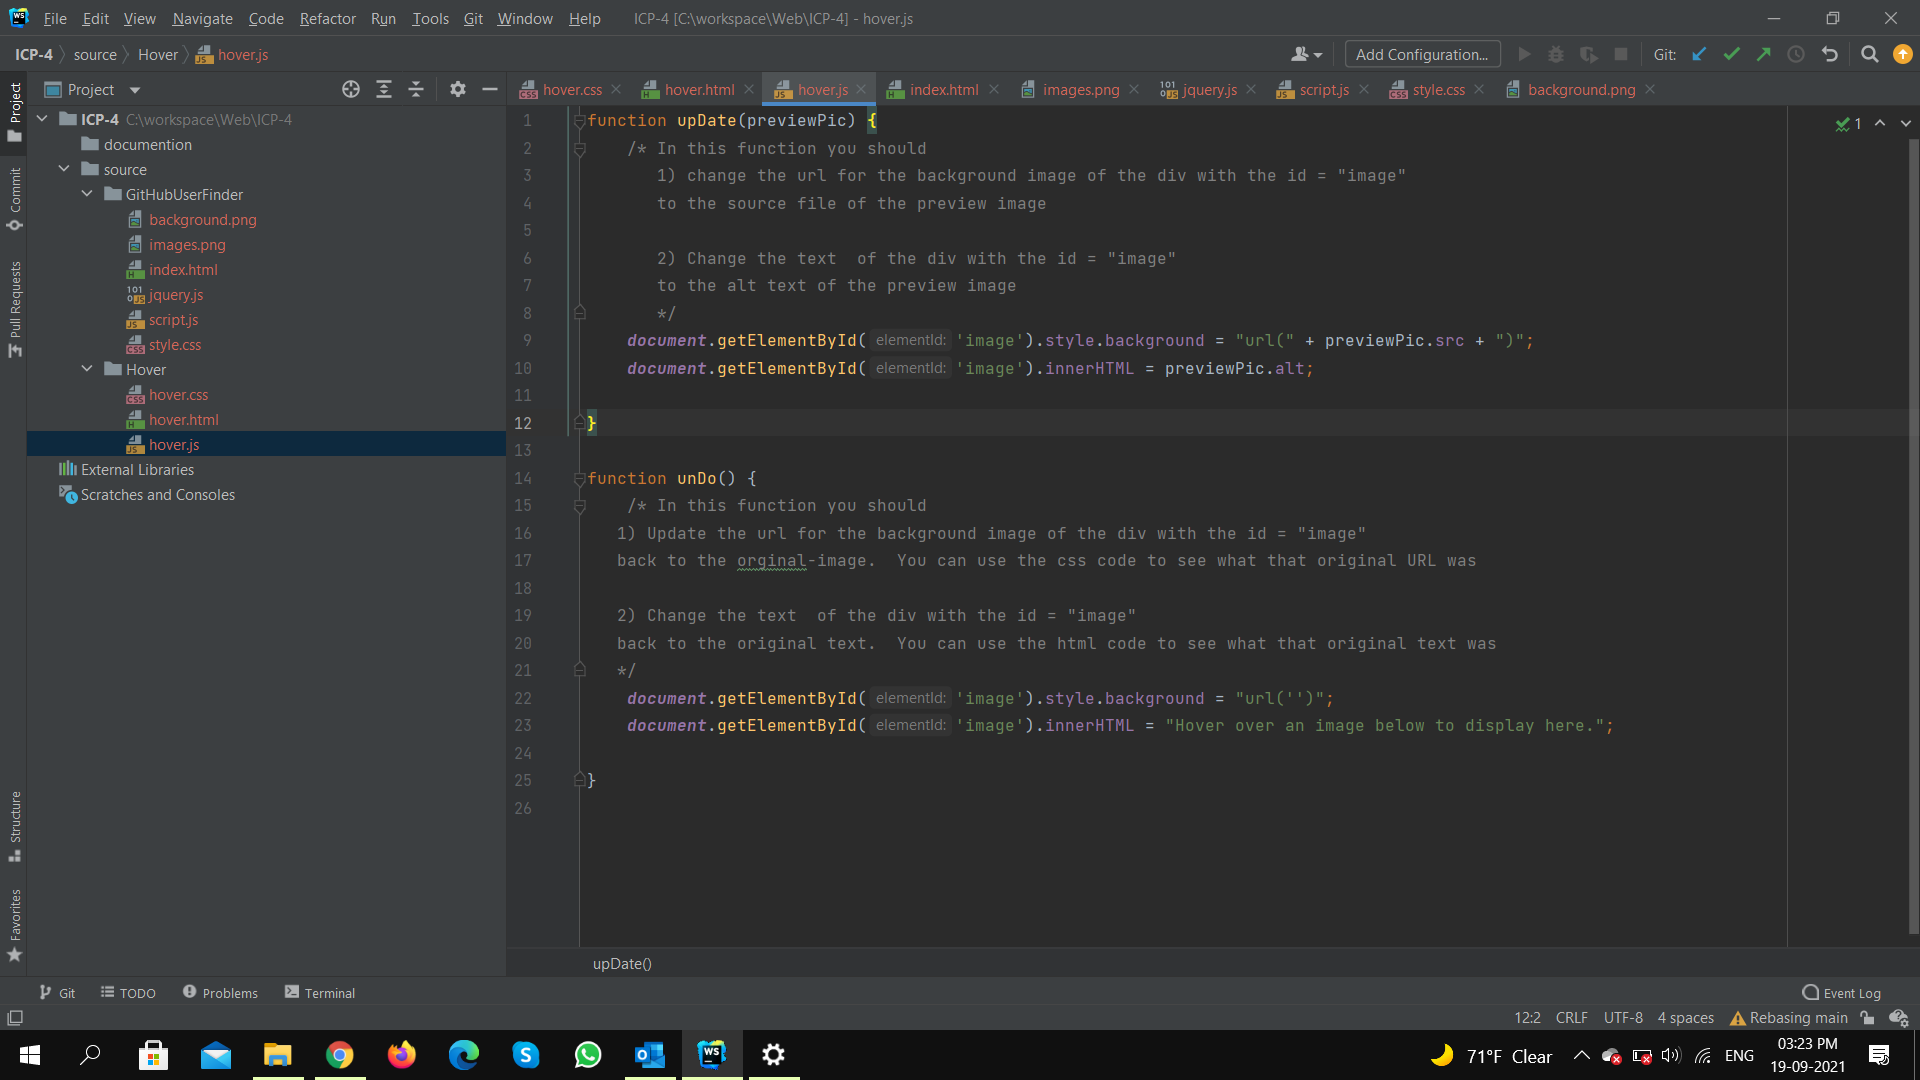 File Edit View Navigate Code Refactor Run Tools Git Window Help ICP-4 [C:\workspace\Web\ICP-4] - hover.js
ICP-4 source Hover hover.js Add Configuration... Git:
Project
Project hover.css hover.html hover.js index.html images.png jquery.js script.js style.css background.png
Commit
Pull Requests
Structure
Favorites
ICP-4 C:\workspace\Web\ICP-4
documention
source
GitHubUserFinder
background.png
images.png
index.html
jquery.js
script.js
style.css
Hover
hover.css
hover.html
hover.js
External Libraries
Scratches and Consoles
1
1 function upDate(previewPic) {
2 /* In this function you should
3 1) change the url for the background image of the div with the id = "image"
4 to the source file of the preview image
5
6 2) Change the text  of the div with the id = "image"
7 to the alt text of the preview image
8 */
9 document.getElementById( elementId: 'image').style.background = "url(" + previewPic.src + ")";
10 document.getElementById( elementId: 'image').innerHTML = previewPic.alt;
11
12 }
13
14 function unDo() {
15 /* In this function you should
16 1) Update the url for the background image of the div with the id = "image"
17 back to the orginal-image.  You can use the css code to see what that original URL was
18
19 2) Change the text  of the div with the id = "image"
20 back to the original text.  You can use the html code to see what that original text was
21 */
22 document.getElementById( elementId: 'image').style.background = "url('')";
23 document.getElementById( elementId: 'image').innerHTML = "Hover over an image below to display here.";
24
25 }
26
upDate()
Git TODO Problems Terminal Event Log
12:2 CRLF UTF-8 4 spaces Rebasing main
71°F Clear ENG 03:23 PM
19-09-2021